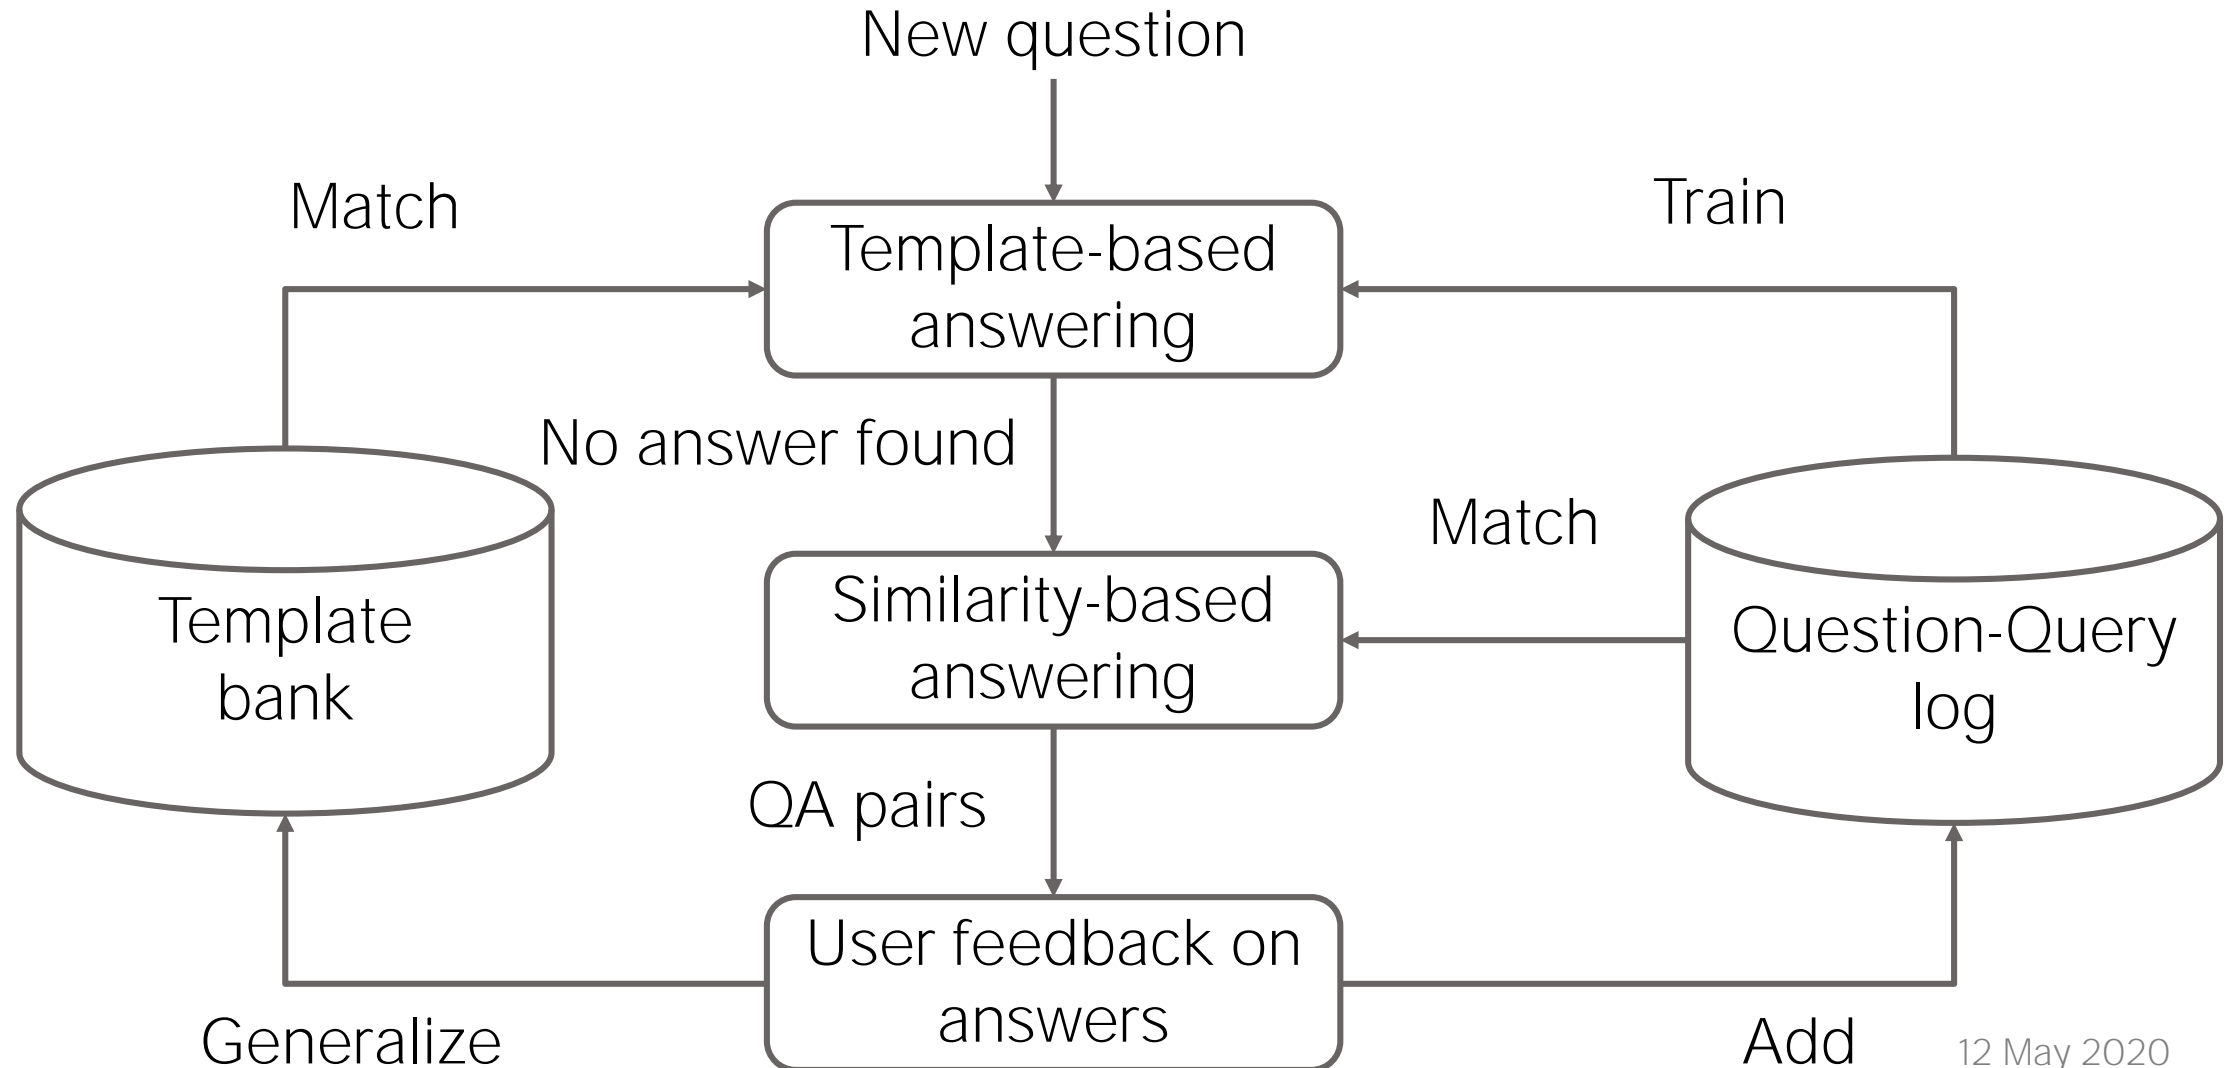 New question
Match
Train
Template-based
answering
No answer found
Match
Similarity-based
answering
Template
bank
Question-Query
log
QA pairs
User feedback on
answers
Generalize
Add
12 May 2020